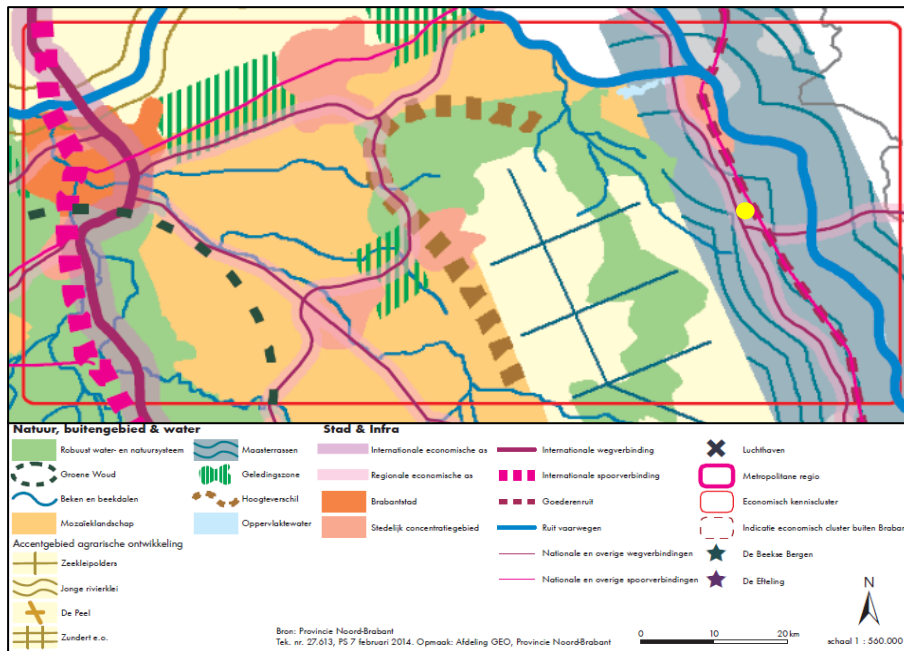 Natuur, buitengebied & water
Robuust water- en natuursysteem
Groene Woud
Beken en beekdalen
Mozaïeklandschap
Maasterrassen
Geledingszone
Hoogteverschil
Oppervlaktewater
Accentgebied agrarische ontwikkeling
Zeekleipolders
Jonge rivierklei
De Peel
Zundert e.o.
Stad & Infra
Internationale economische as
Regionale economische as
Brabantstad
Stedelijk concentratiegebied
Internationale wegverbinding
Internationale spoorverbinding
Goederenruit
Ruit vaarwegen
Nationale en overige wegverbindingen
Nationale en overige spoorverbindingen
Luchthaven
Metropolitane regio
Economisch kenniscluster
Indicatie economisch cluster buiten Braban
De Beekse Bergen
De Efteling
N
Bron: Provincie Noord-Brabant
Tek. nr. 27.613, PS 7 februari 2014. Opmaak: Afdeling GEO, Provincie Noord-Brabant
0 10 20 km
schaal 1 : 560.000